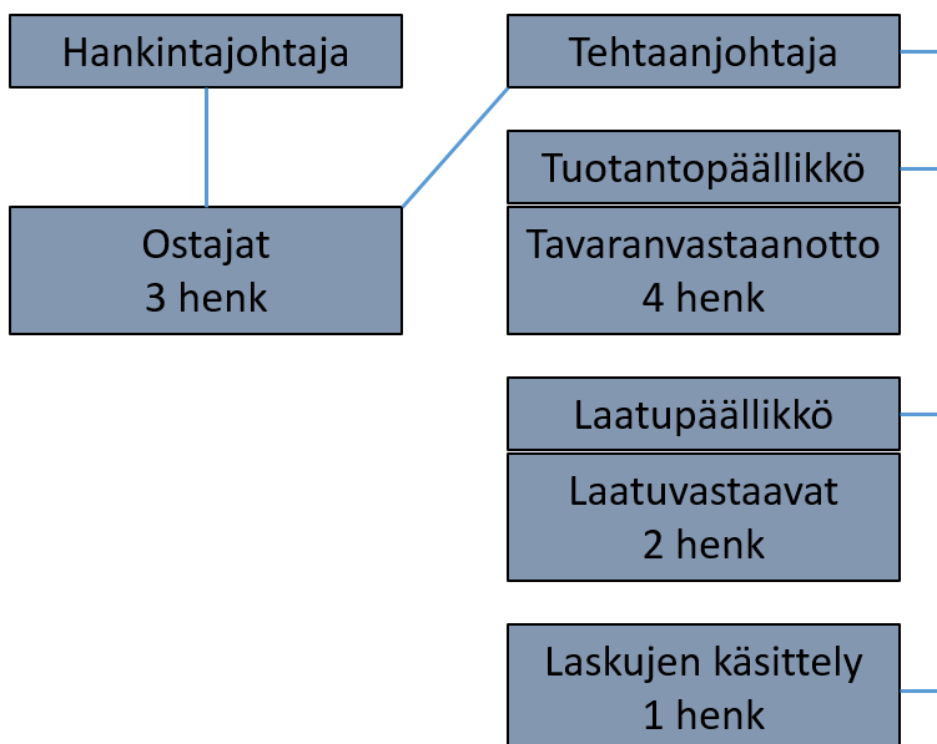 Hankintajohtaja
Tehtaanjohtaja
Tuotantopäällikkö
Ostajat
3 henk
Tavaranvastaanotto
4 henk
Laatupäällikkö
Laatuvastaavat
2 henk
Laskujen käsittely
1 henk